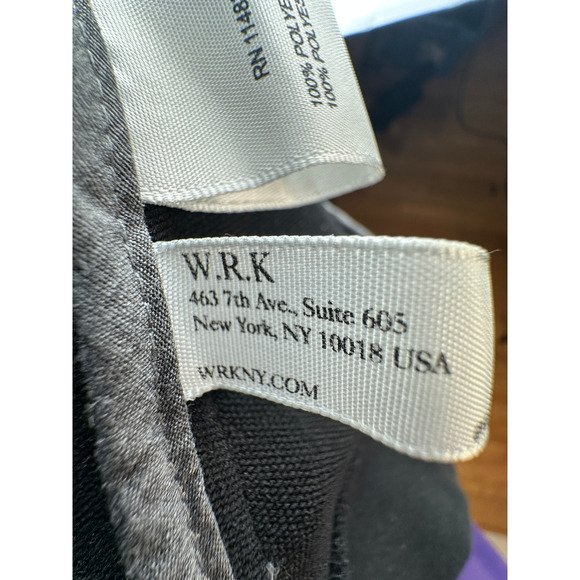 RN 1148
100% POLYE
100% POLYES
W.R.K
463 7th Ave., Suite 605
New York, NY 10018 USA
WRKNY.COM